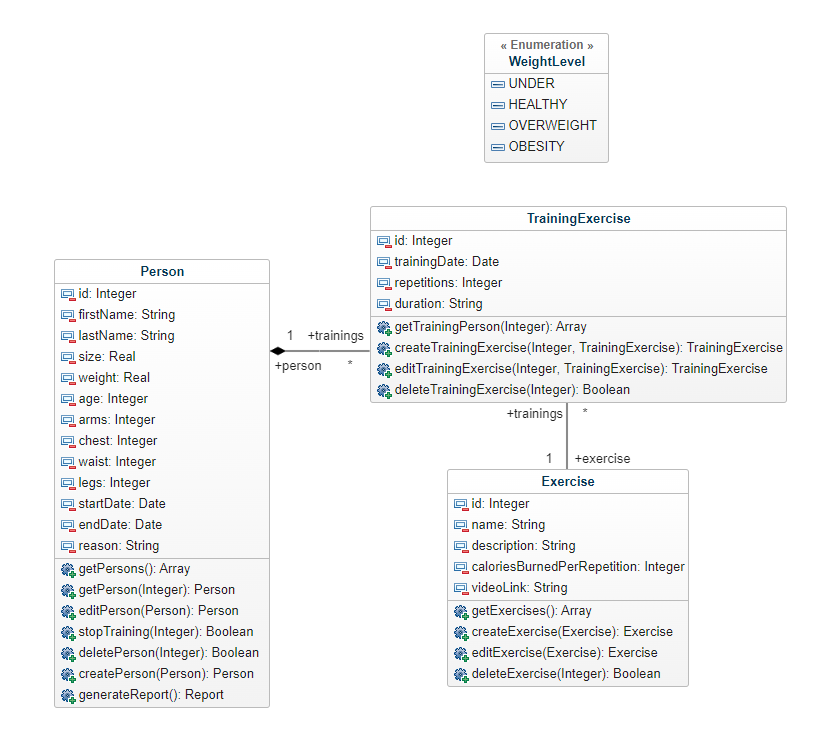 « Enumeration »
WeightLevel
UNDER
HEALTHY
OVERWEIGHT
OBESITY
TrainingExercise
id: Integer
trainingDate: Date
repetitions: Integer
duration: String
getTrainingPerson(Integer): Array
createTrainingExercise(Integer, TrainingExercise): TrainingExercise
editTrainingExercise(Integer, TrainingExercise): TrainingExercise
deleteTrainingExercise(Integer): Boolean
Person
id: Integer
firstName: String
lastName: String
size: Real
weight: Real
age: Integer
arms: Integer
chest: Integer
waist: Integer
legs: Integer
startDate: Date
endDate: Date
reason: String
getPersons(): Array
getPerson(Integer): Person
editPerson(Person): Person
stopTraining(Integer): Boolean
deletePerson(Integer): Boolean
createPerson(Person): Person
generateReport(): Report
1 +trainings
+person *
+trainings *
1 +exercise
Exercise
id: Integer
name: String
description: String
caloriesBurnedPerRepetition: Integer
videoLink: String
getExercises(): Array
createExercise(Exercise): Exercise
editExercise(Exercise): Exercise
deleteExercise(Integer): Boolean